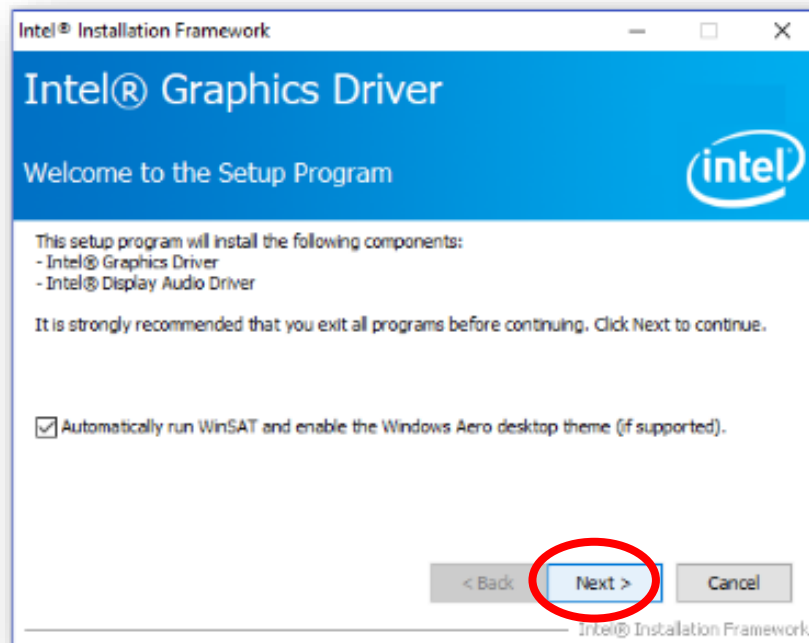 Intel® Installation Framework
Intel® Graphics Driver
Welcome to the Setup Program
intel
This setup program will install the following components:
- Intel® Graphics Driver
- Intel® Display Audio Driver
It is strongly recommended that you exit all programs before continuing. Click Next to continue.
Automatically run WinSAT and enable the Windows Aero desktop theme (if supported).
< Back
Next >
Cancel
Intel® Installation Framework